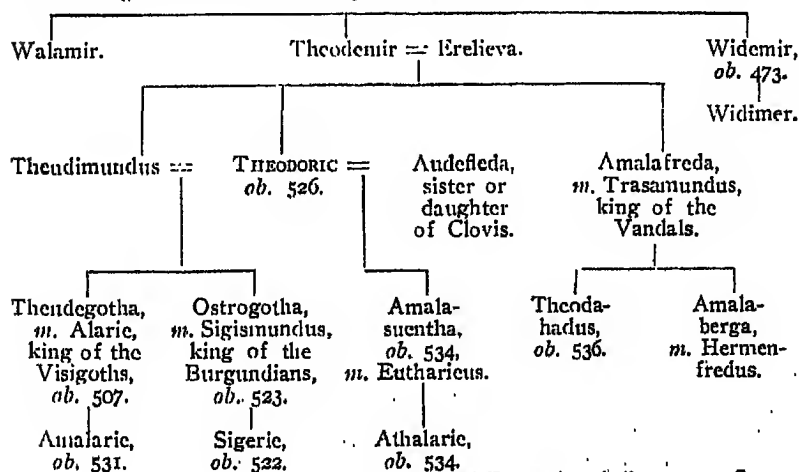 Walamir. Theodemir = Erelieva. Widemir,
ob. 473.
Widimer.
Theudimundus = THEODORIC = Audefleda, Amalafreda,
ob. 526. sister or m. Trasamundus,
daughter king of the
of Clovis. Vandals.
Theudegotha, Ostrogotha, Amala- Theoda- Amala-
m. Alaric, m. Sigismundus, suentha, hadus, berga,
king of the king of the ob. 534, ob. 536. m. Hermen-
Visigoths, Burgundians, m. Eutharicus. fredus.
ob. 507. ob. 523.
Amalaric, Sigeric, Athalaric,
ob. 531. ob. 522. ob. 534.